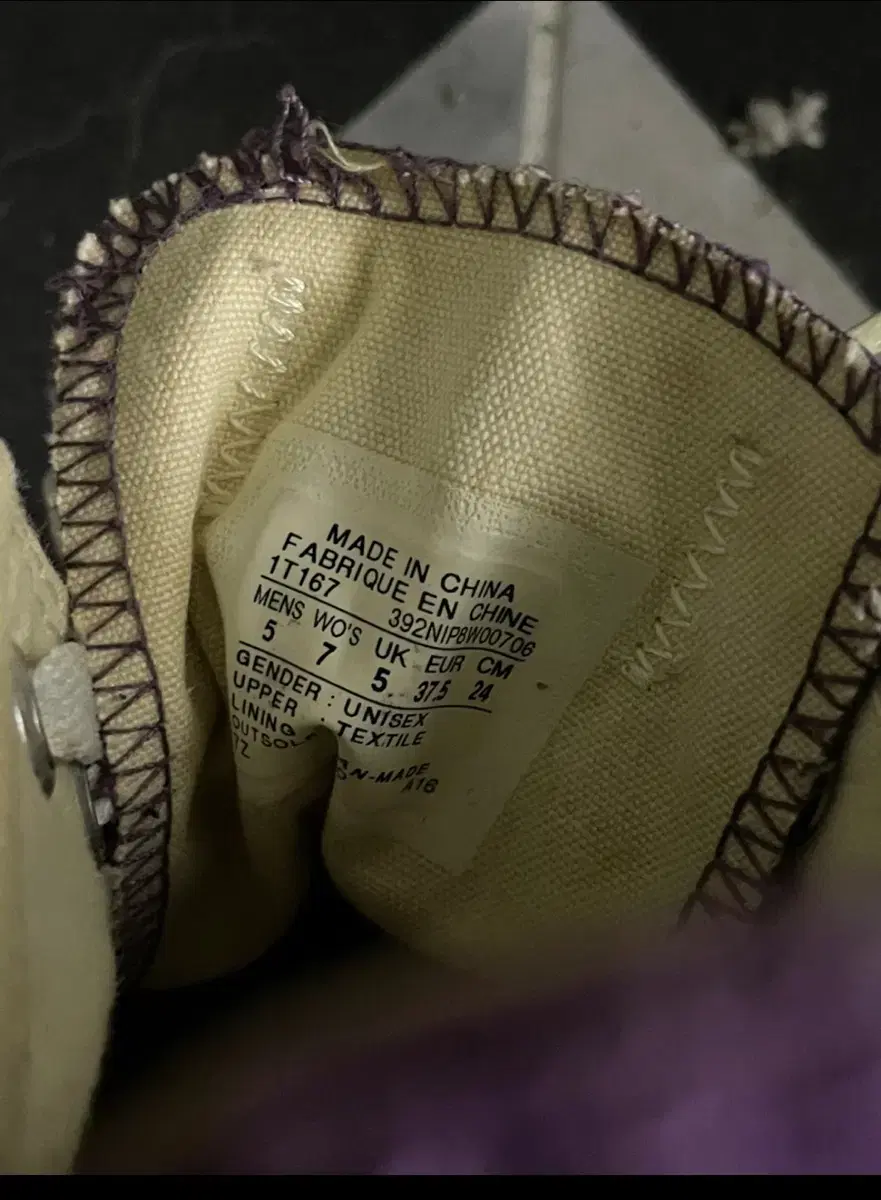 MADE IN CHINA
FABRIQUE EN CHINE
1T167 392NIP8W00706
MENS WO'S UK EUR CM
5 7 5 37.5 24
GENDER : UNISEX
UPPER : TEXTILE
LINING
7Z A16